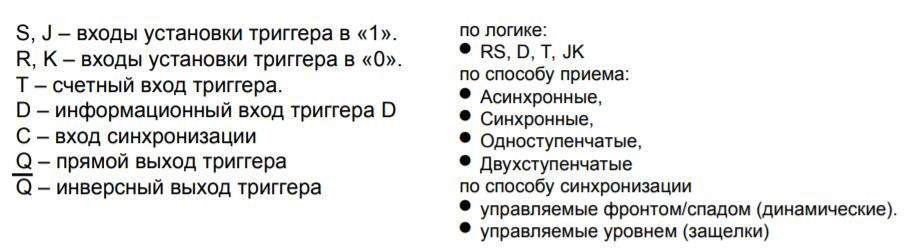 S, J – входы установки триггера в «1».
R, K – входы установки триггера в «0».
T – счетный вход триггера.
D – информационный вход триггера D
C – вход синхронизации
Q – прямой выход триггера
Q̅ – инверсный выход триггера
по логике:
● RS, D, T, JK
по способу приема:
● Асинхронные,
● Синхронные,
● Одноступенчатые,
● Двухступенчатые
по способу синхронизации
● управляемые фронтом/спадом (динамические).
● управляемые уровнем (защелки)